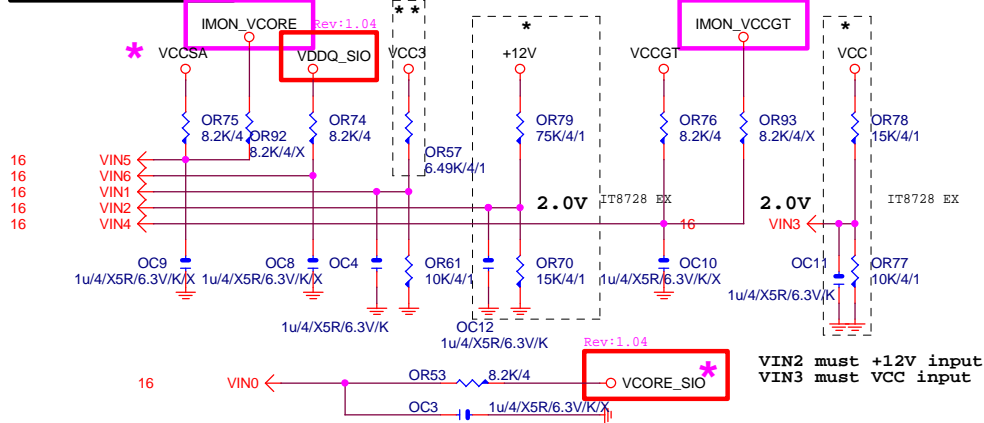 IMON_VCORE
Rev:1.04
* *
*
IMON_VCCGT
*
*
VCCSA
VDDQ_SIO
VCC3
+12V
VCCGT
VCC
OR75
8.2K/4
OR92
8.2K/4/X
OR74
8.2K/4
OR57
6.49K/4/1
OR79
75K/4/1
OR76
8.2K/4
OR93
8.2K/4/X
OR78
15K/4/1
16 VIN5
16 VIN6
16 VIN1
16 VIN2
16 VIN4
2.0V
IT8728 EX
16 VIN3
2.0V
IT8728 EX
OC9
1u/4/X5R/6.3V/K/X
OC8
1u/4/X5R/6.3V/K/X
OC4
1u/4/X5R/6.3V/K
OR61
10K/4/1
OC12
1u/4/X5R/6.3V/K
OR70
15K/4/1
OC10
1u/4/X5R/6.3V/K/X
OC11
1u/4/X5R/6.3V/K
OR77
10K/4/1
Rev:1.04
16 VIN0
OR53 8.2K/4
VCORE_SIO *
OC3 1u/4/X5R/6.3V/K/X
VIN2 must +12V input
VIN3 must VCC input